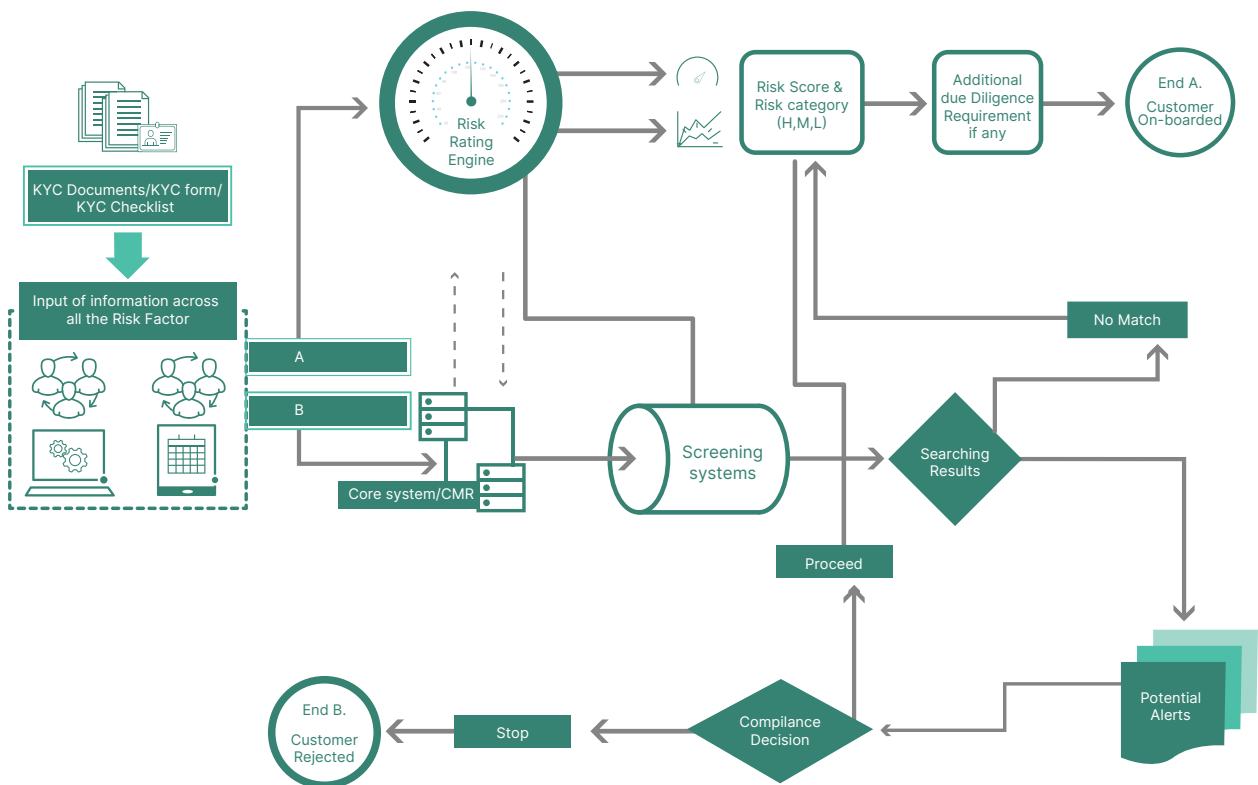 KYC Documents/KYC form/
KYC Checklist
Input of information across
all the Risk Factor
A
B
Risk
Rating
Engine
Risk Score &
Risk category
(H,M,L)
Additional
due Diligence
Requirement
if any
End A.
Customer
On-boarded
No Match
Core system/CMR
Screening
systems
Searching
Results
Proceed
Potential
Alerts
Compilance
Decision
Stop
End B.
Customer
Rejected